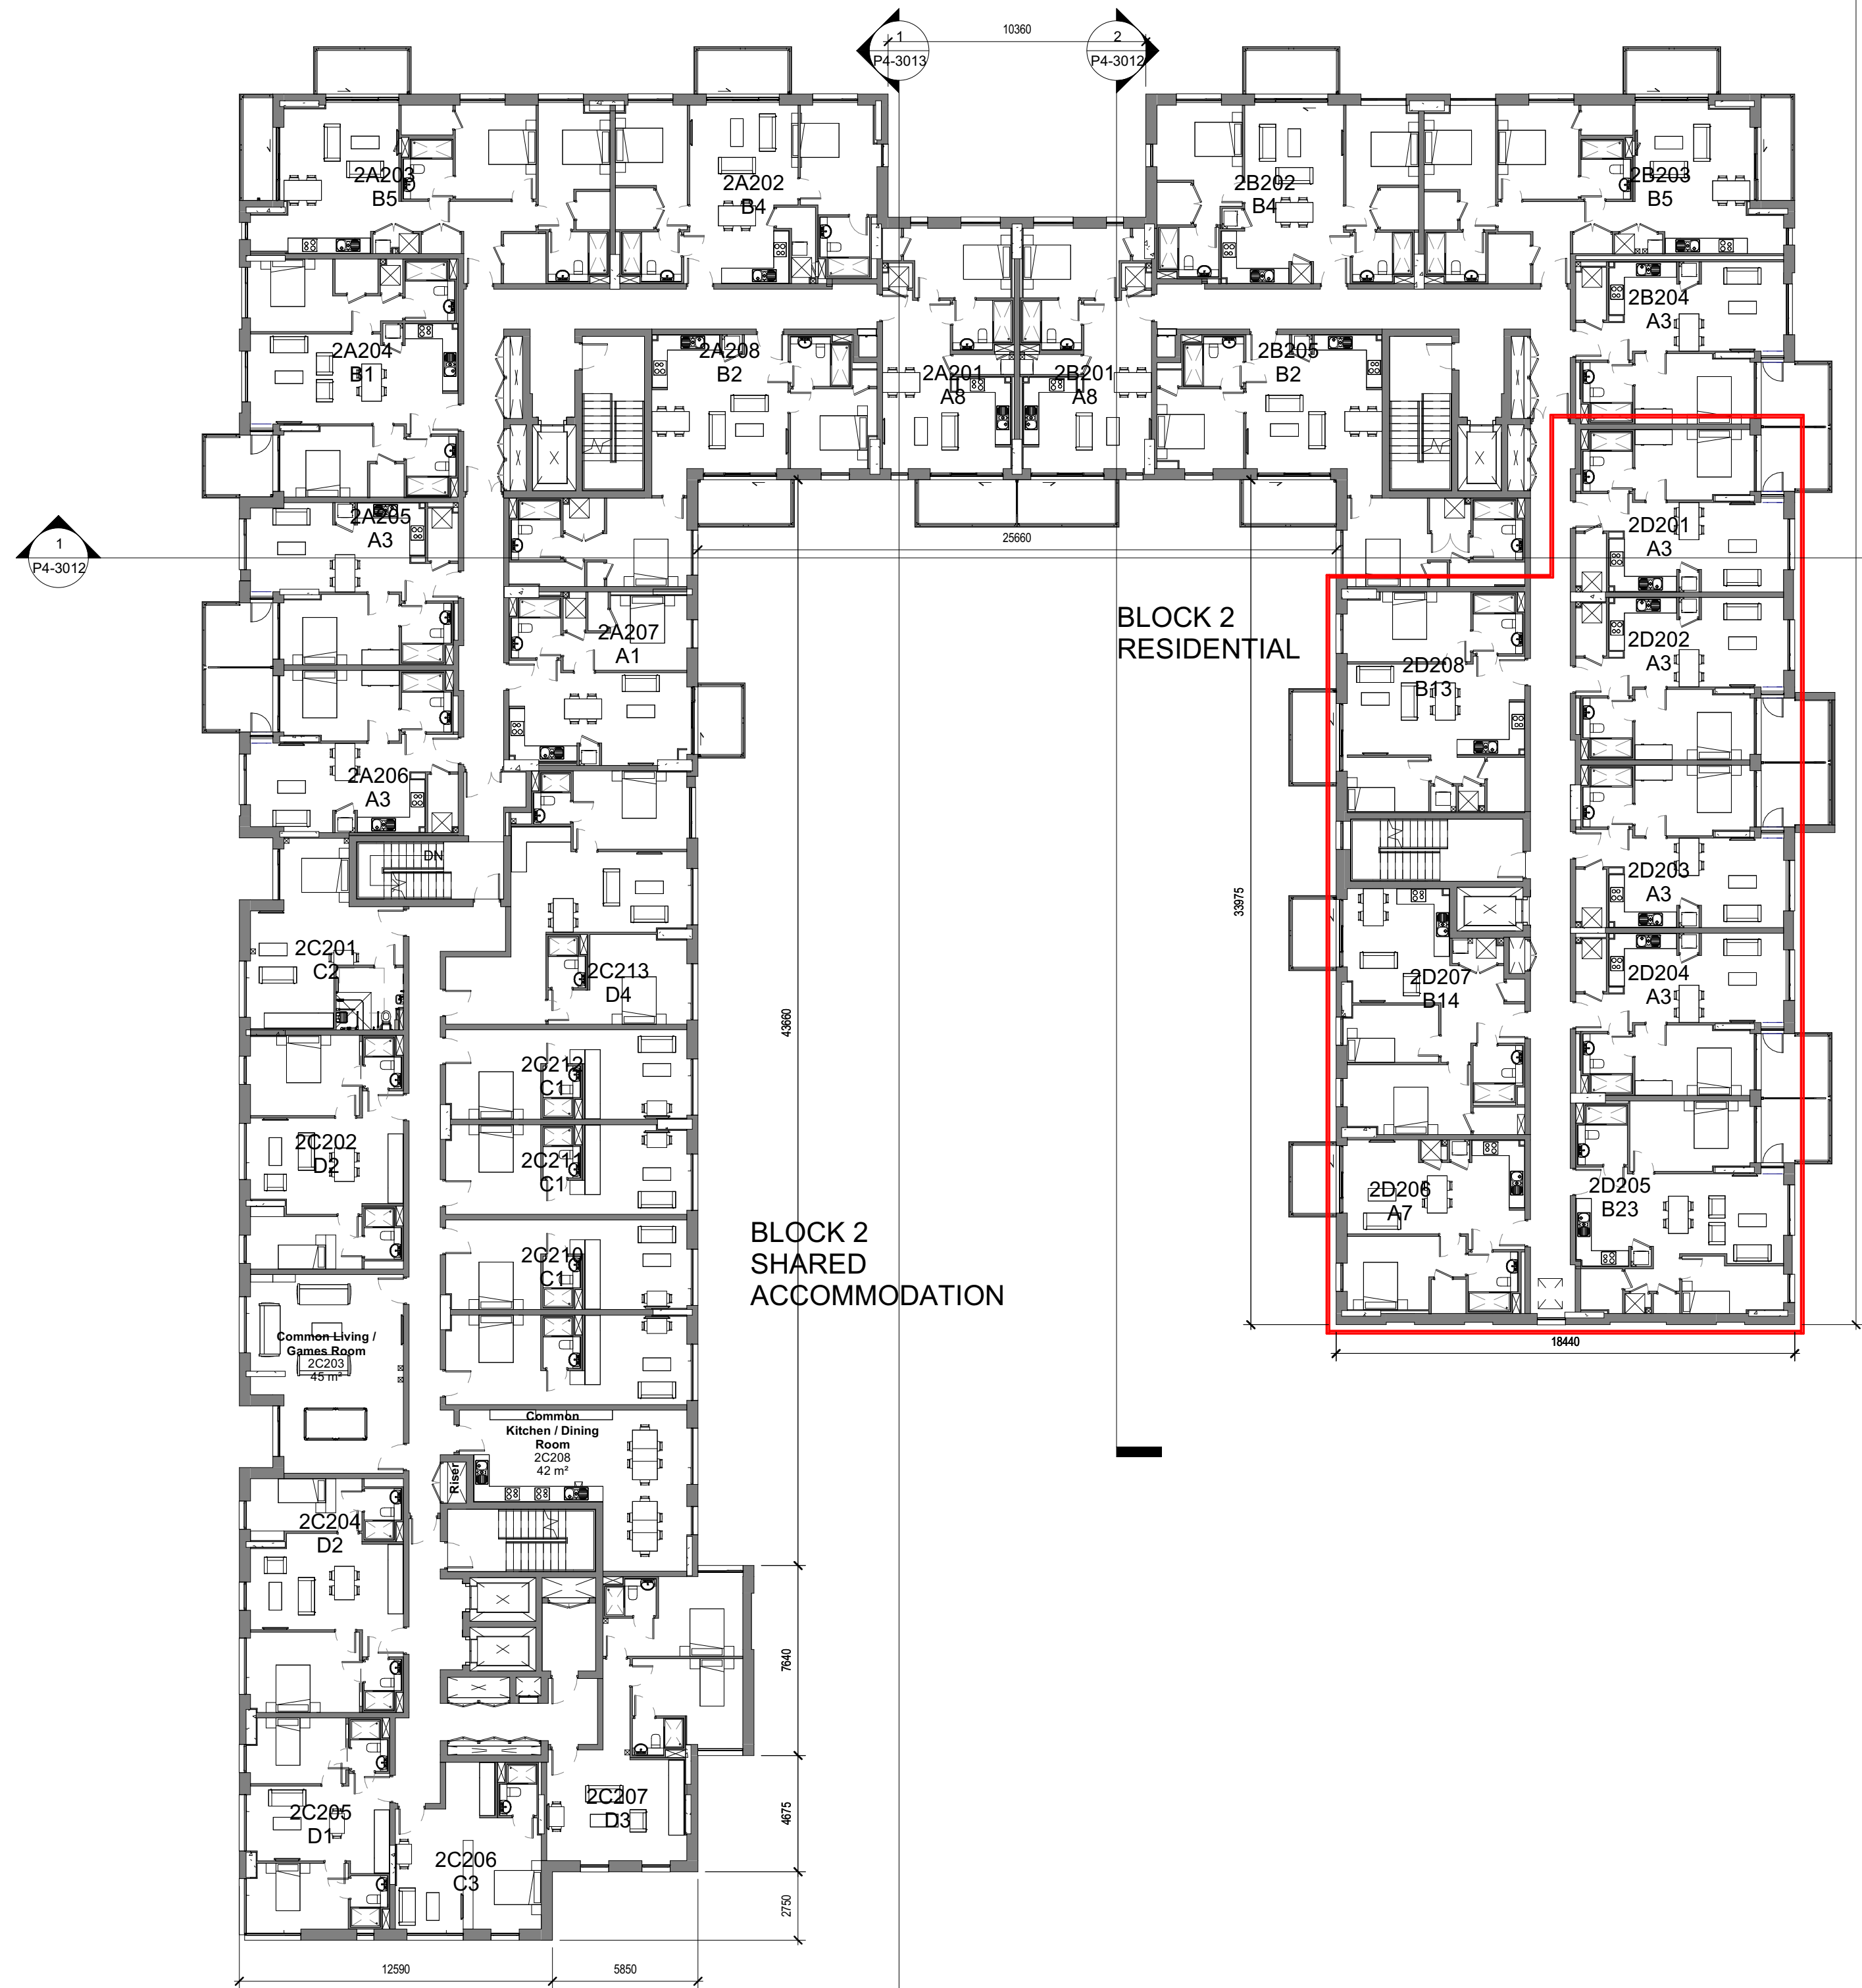 10360
1
P4-3013
2
P4-3012
2A203
B5
2A202
B4
2B202
B4
2B203
B5
2B204
A3
2A204
B1
2A208
B2
2A201
A8
2B201
A8
2B205
B2
2A205
A3
1
P4-3012
25660
2D201
A3
BLOCK 2
RESIDENTIAL
2A207
A1
2D208
B13
2D202
A3
2A206
A3
DN
33975
2D203
A3
2C201
C2
2C213
D4
2D207
B14
2D204
A3
43660
2C212
C1
2C202
D2
2C211
C1
2D206
A7
2D205
B23
BLOCK 2
SHARED
ACCOMMODATION
2C210
C1
Common Living /
Games Room
2C203
45 m²
18440
Common
Kitchen / Dining
Room
2C208
42 m²
Riser
2C204
D2
7640
2C205
D1
2C207
D3
4675
2C206
C3
2750
12590
5850